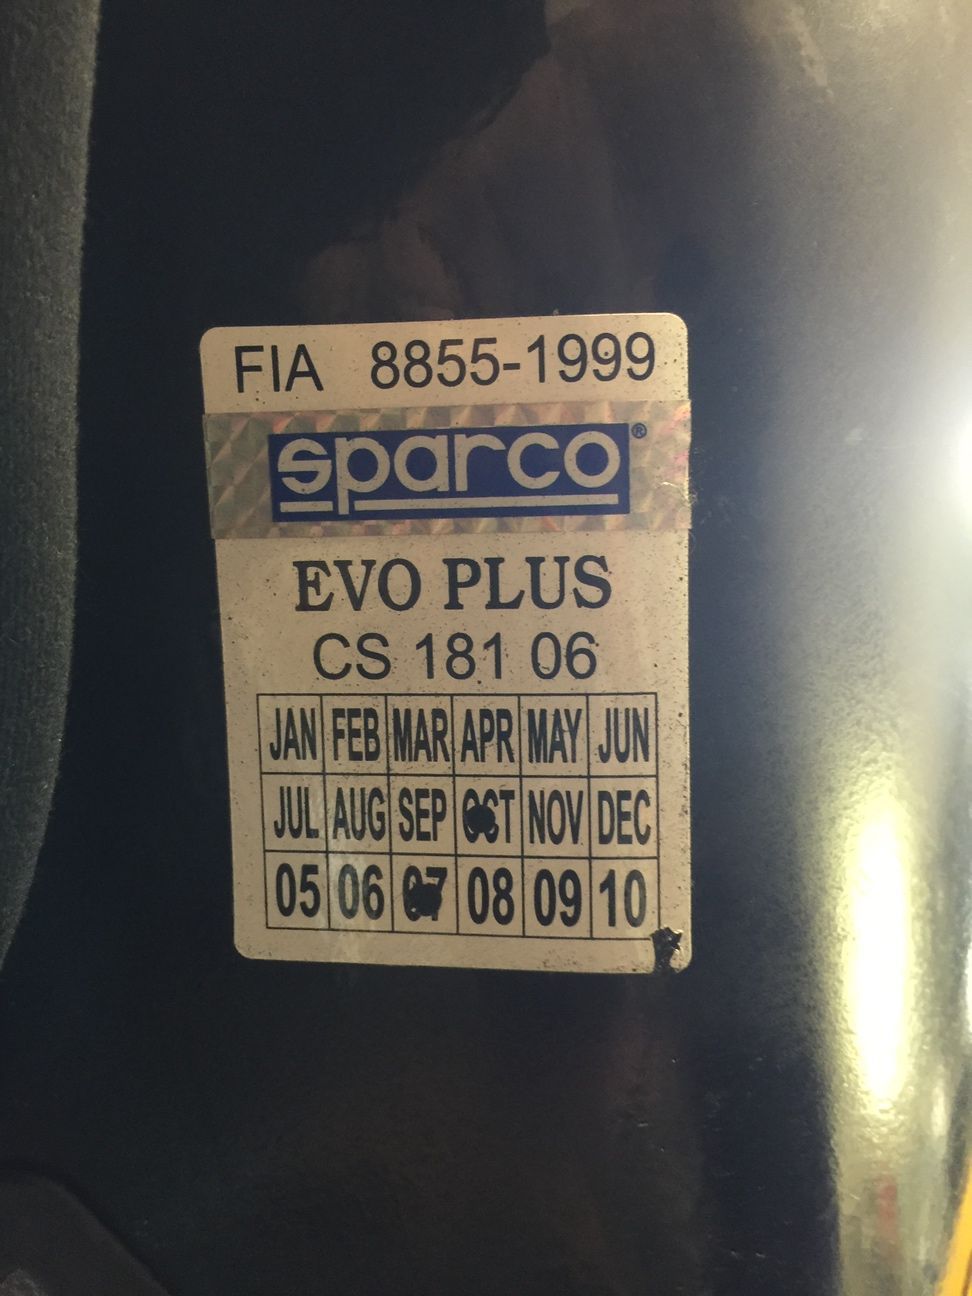 FIA 8855-1999
sparco®
EVO PLUS
CS 181 06
JAN FEB MAR APR MAY JUN
JUL AUG SEP OCT NOV DEC
05 06 07 08 09 10